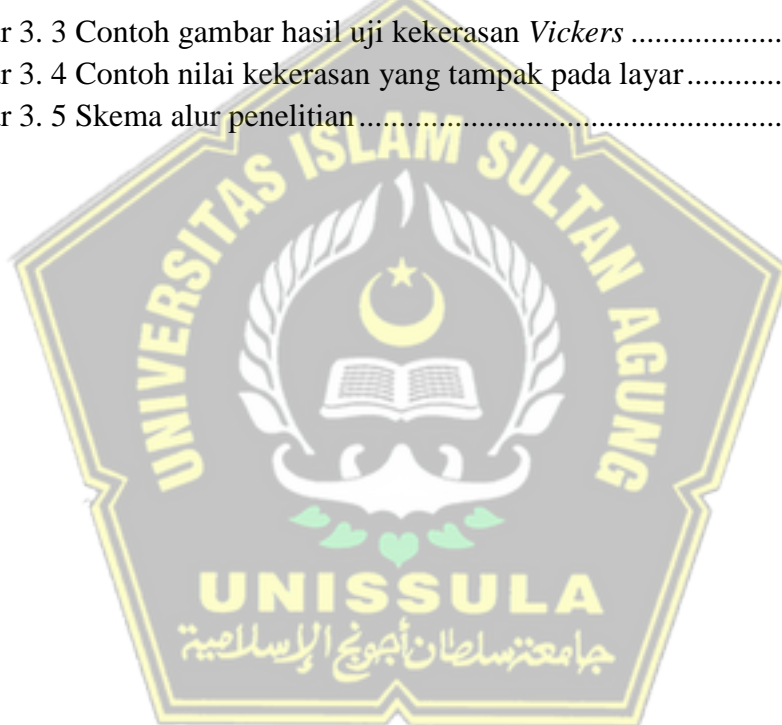 r 3. 3 Contoh gambar hasil uji kekerasan Vickers ...................
r 3. 4 Contoh nilai kekerasan yang tampak pada layar............
r 3. 5 Skema alur penelitian.....................................................
UNIVERSITAS ISLAM SULTAN AGUNG
UNISSULA
جامعة سلطان أجونج الإسلامية